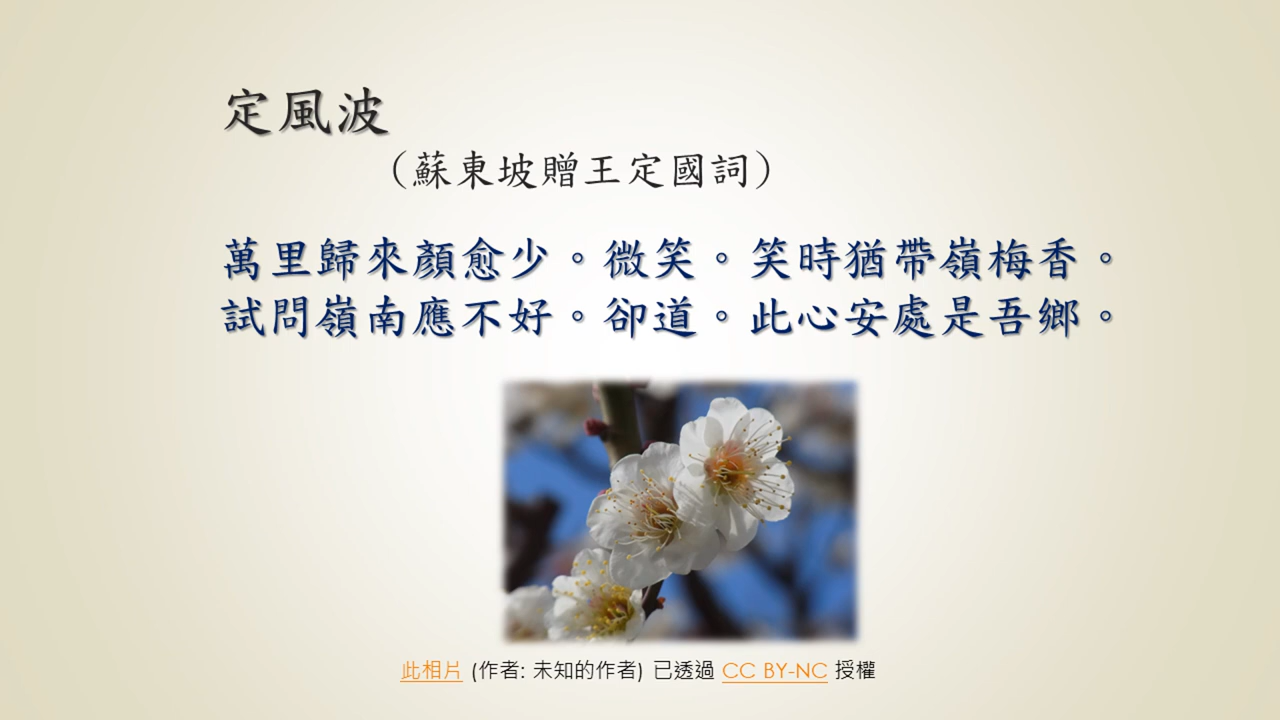 定風波
（蘇東坡贈王定國詞）
萬里歸來顏愈少。微笑。笑時猶帶嶺梅香。
試問嶺南應不好。卻道。此心安處是吾鄉。
此相片 (作者: 未知的作者) 已透過 CC BY-NC 授權